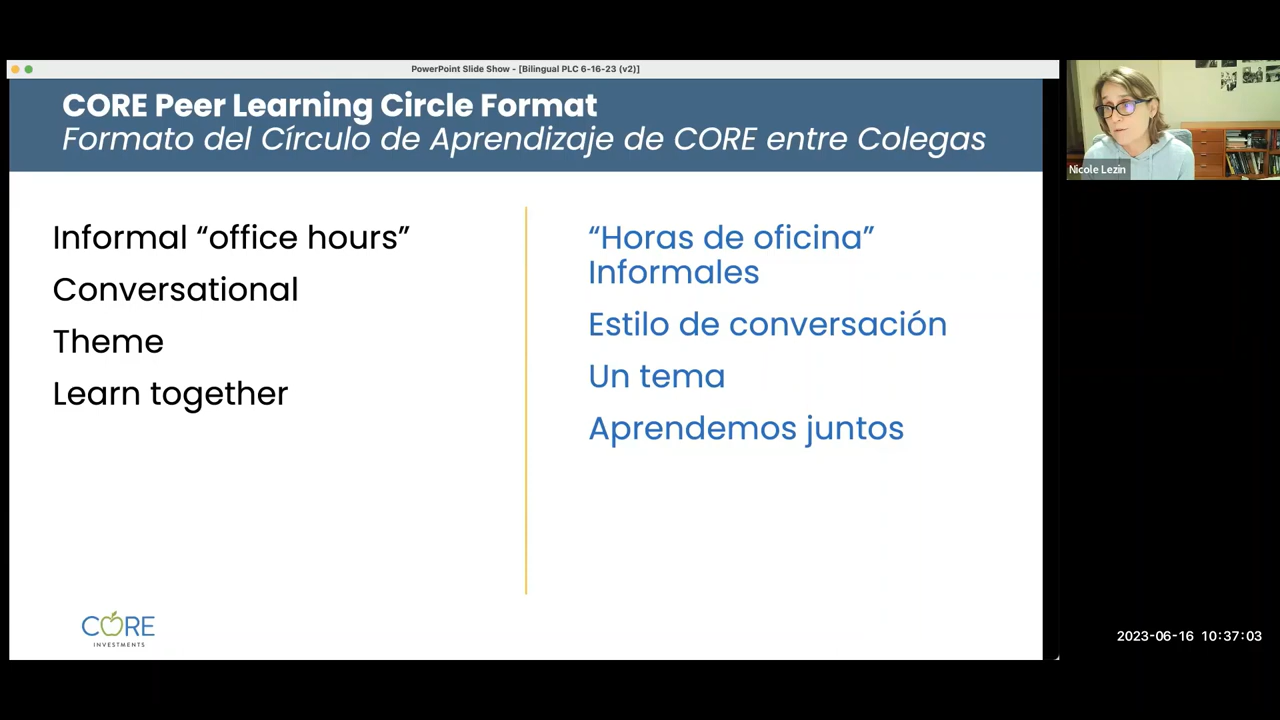 PowerPoint Slide Show - [Bilingual PLC 6-16-23 (v2)]
CORE Peer Learning Circle Format
Formato del Círculo de Aprendizaje de CORE entre Colegas
Informal “office hours”
Conversational
Theme
Learn together
“Horas de oficina”
Informales
Estilo de conversación
Un tema
Aprendemos juntos
CORE
INVESTMENTS
Nicole Lezin
2023-06-16 10:37:03